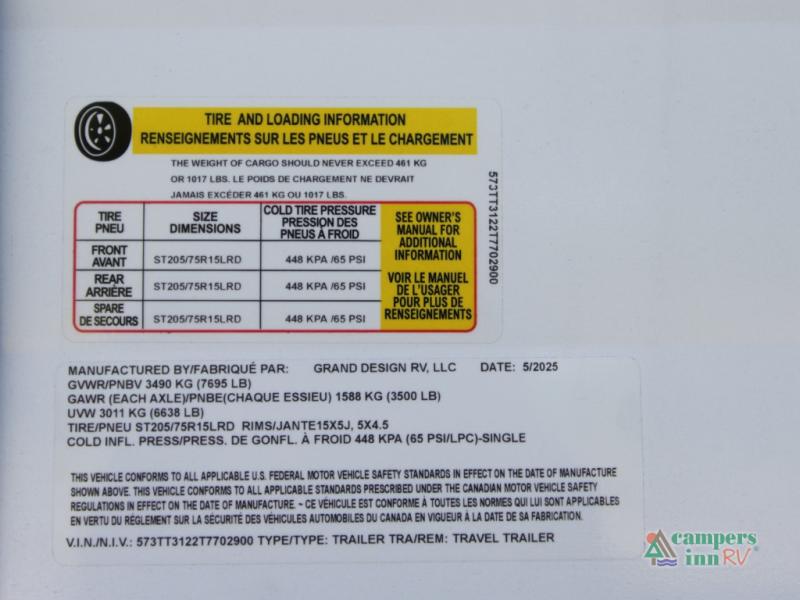 TIRE AND LOADING INFORMATION
RENSEIGNEMENTS SUR LES PNEUS ET LE CHARGEMENT
THE WEIGHT OF CARGO SHOULD NEVER EXCEED 461 KG
OR 1017 LBS. LE POIDS DE CHARGEMENT NE DEVRAIT
JAMAIS EXCÉDER 461 KG OU 1017 LBS.
TIRE
PNEU
SIZE
DIMENSIONS
COLD TIRE PRESSURE
PRESSION DES
PNEUS À FROID
FRONT
AVANT
ST205/75R15LRD
448 KPA /65 PSI
REAR
ARRIÈRE
ST205/75R15LRD
448 KPA /65 PSI
SPARE
DE SECOURS
ST205/75R15LRD
448 KPA /65 PSI
SEE OWNER'S
MANUAL FOR
ADDITIONAL
INFORMATION
VOIR LE MANUEL
DE L'USAGER
POUR PLUS DE
RENSEIGNEMENTS
573TT3122T7702900
MANUFACTURED BY/FABRIQUÉ PAR: GRAND DESIGN RV, LLC DATE: 5/2025
GVWR/PNBV 3490 KG (7695 LB)
GAWR (EACH AXLE)/PNBE(CHAQUE ESSIEU) 1588 KG (3500 LB)
UVW 3011 KG (6638 LB)
TIRE/PNEU ST205/75R15LRD RIMS/JANTE15X5J, 5X4.5
COLD INFL. PRESS/PRESS. DE GONFL. À FROID 448 KPA (65 PSI/LPC)-SINGLE
THIS VEHICLE CONFORMS TO ALL APPLICABLE U.S. FEDERAL MOTOR VEHICLE SAFETY STANDARDS IN EFFECT ON THE DATE OF MANUFACTURE
SHOWN ABOVE. THIS VEHICLE CONFORMS TO ALL APPLICABLE STANDARDS PRESCRIBED UNDER THE CANADIAN MOTOR VEHICLE SAFETY
REGULATIONS IN EFFECT ON THE DATE OF MANUFACTURE. ~ CE VÉHICULE EST CONFORME À TOUTES LES NORMES QUI LUI SONT APPLICABLES
EN VERTU DU RÉGLEMENT SUR LA SÉCURITÉ DES VÉHICULES AUTOMOBILES DU CANADA EN VIGUEUR À LA DATE DE SA FABRICATION.
V.I.N./N.I.V.: 573TT3122T7702900 TYPE/TYPE: TRAILER TRA/REM: TRAVEL TRAILER
campers
inn RV®